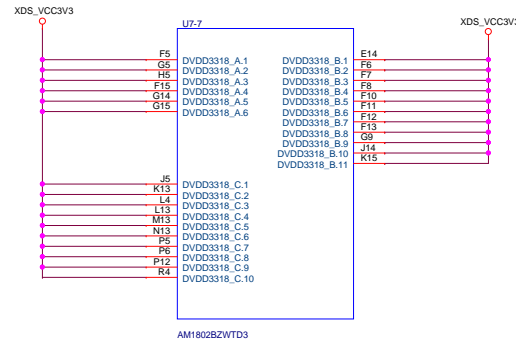 XDS_VCC3V3
U7-7
XDS_VCC3V3
F5 DVDD3318_A.1
G5 DVDD3318_A.2
H5 DVDD3318_A.3
F15 DVDD3318_A.4
G14 DVDD3318_A.5
G15 DVDD3318_A.6
DVDD3318_B.1 E14
DVDD3318_B.2 F6
DVDD3318_B.3 F7
DVDD3318_B.4 F8
DVDD3318_B.5 F10
DVDD3318_B.6 F11
DVDD3318_B.7 F12
DVDD3318_B.8 F13
DVDD3318_B.9 G9
DVDD3318_B.10 J14
DVDD3318_B.11 K15
J5 DVDD3318_C.1
K13 DVDD3318_C.2
L4 DVDD3318_C.3
L13 DVDD3318_C.4
M13 DVDD3318_C.5
N13 DVDD3318_C.6
P5 DVDD3318_C.7
P6 DVDD3318_C.8
P12 DVDD3318_C.9
R4 DVDD3318_C.10
AM1802BZWTD3